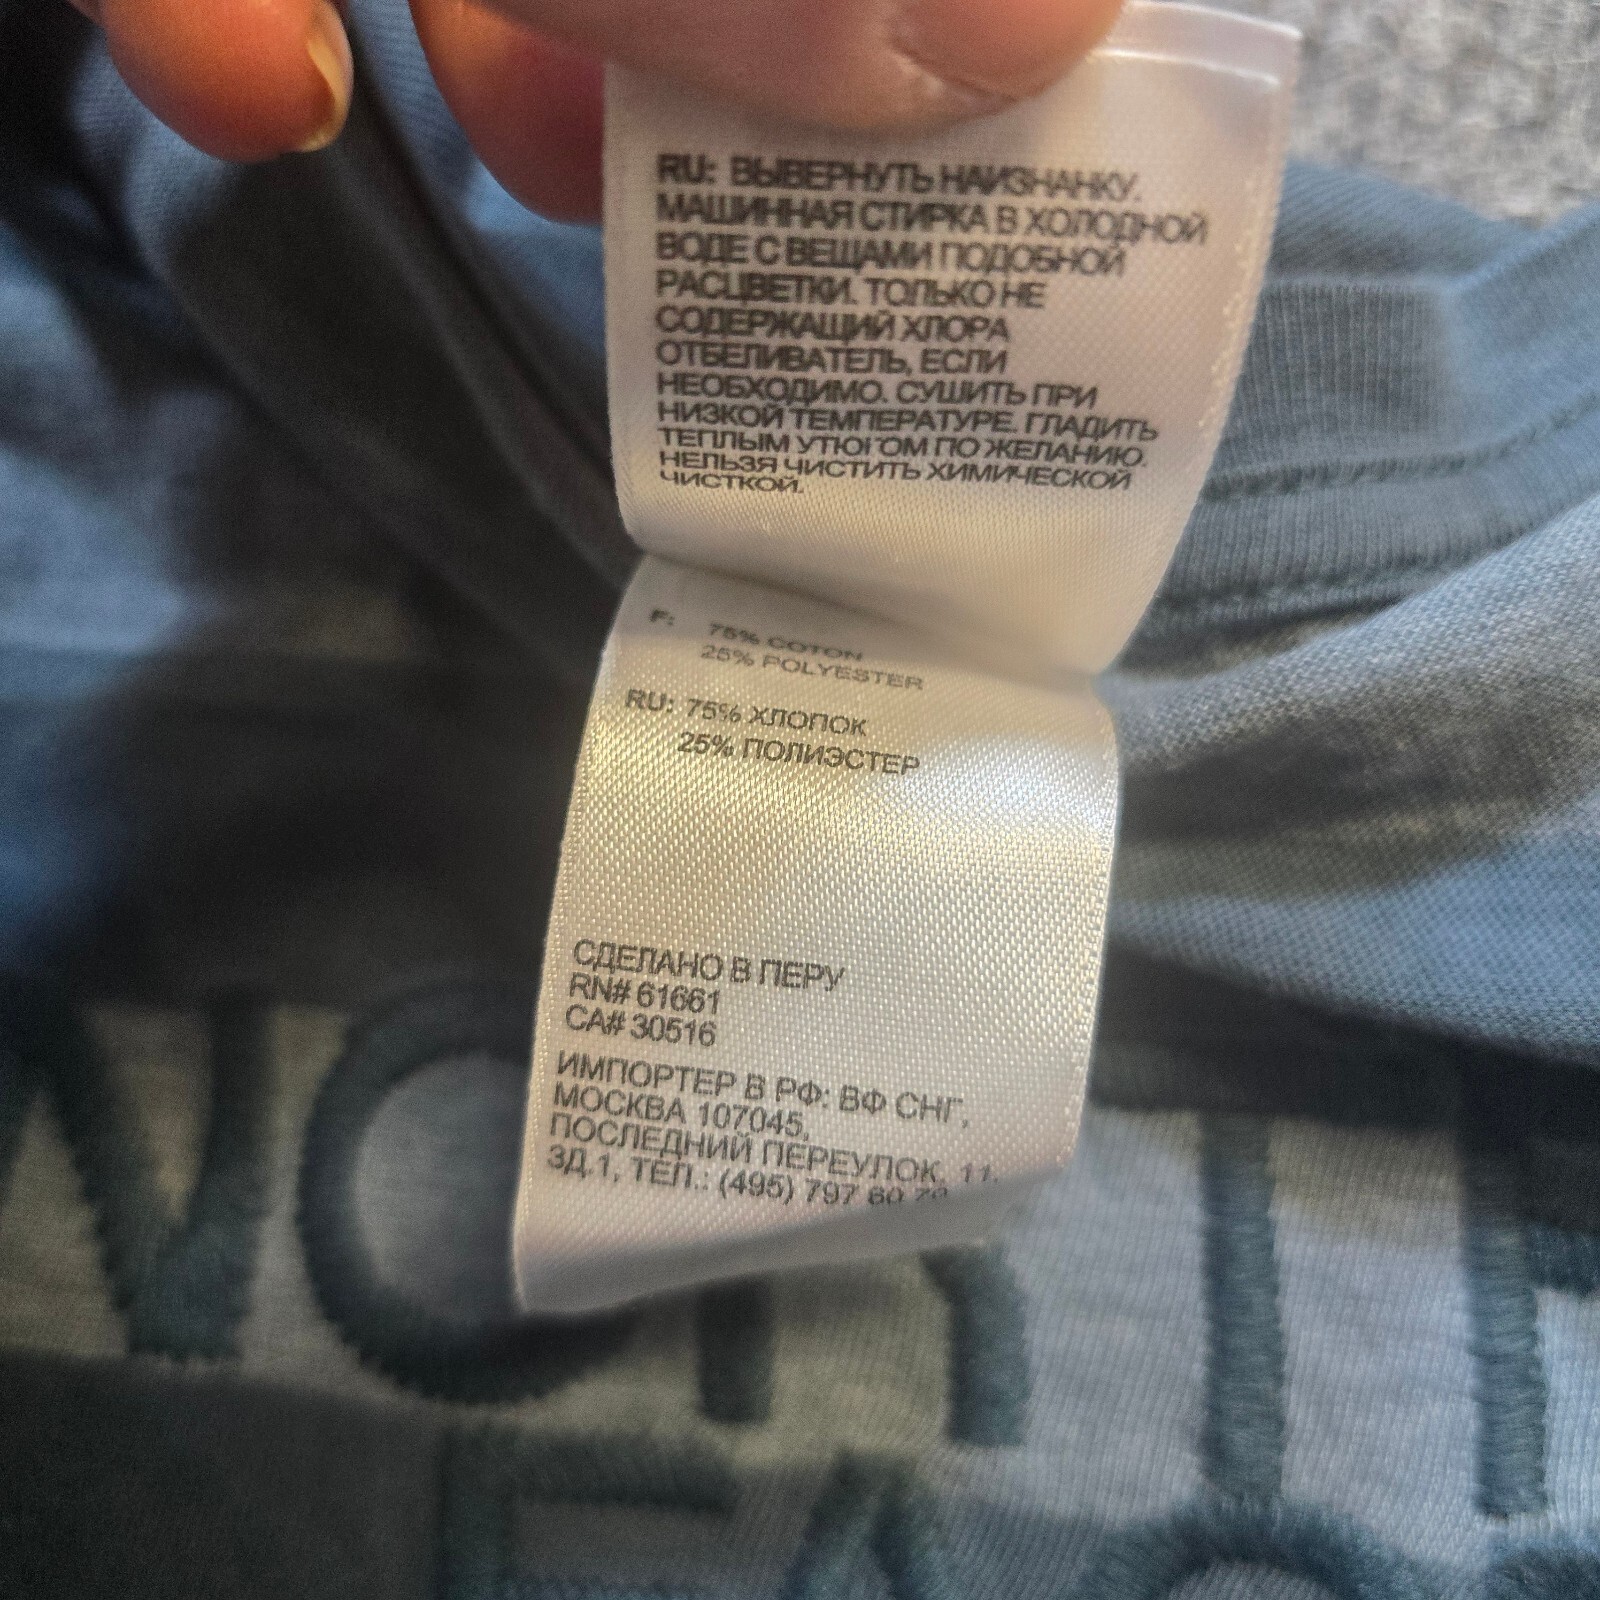 RU: ВЫВЕРНУТЬ НАИЗНАНКУ.
МАШИННАЯ СТИРКА В ХОЛОДНОЙ
ВОДЕ С ВЕЩАМИ ПОДОБНОЙ
РАСЦВЕТКИ. ТОЛЬКО НЕ
СОДЕРЖАЩИЙ ХЛОРА
ОТБЕЛИВАТЕЛЬ, ЕСЛИ
НЕОБХОДИМО. СУШИТЬ ПРИ
НИЗКОЙ ТЕМПЕРАТУРЕ. ГЛАДИТЬ
ТЕПЛЫМ УТЮГОМ ПО ЖЕЛАНИЮ.
НЕЛЬЗЯ ЧИСТИТЬ ХИМИЧЕСКОЙ
ЧИСТКОЙ.
F: 75% COTON
25% POLYESTER
RU: 75% ХЛОПОК
25% ПОЛИЭСТЕР
СДЕЛАНО В ПЕРУ
RN# 61661
CA# 30516
ИМПОРТЕР В РФ: ВФ СНГ,
МОСКВА 107045,
ПОСЛЕДНИЙ ПЕРЕУЛОК, 11,
ЗД.1, ТЕЛ.: (495) 797 60